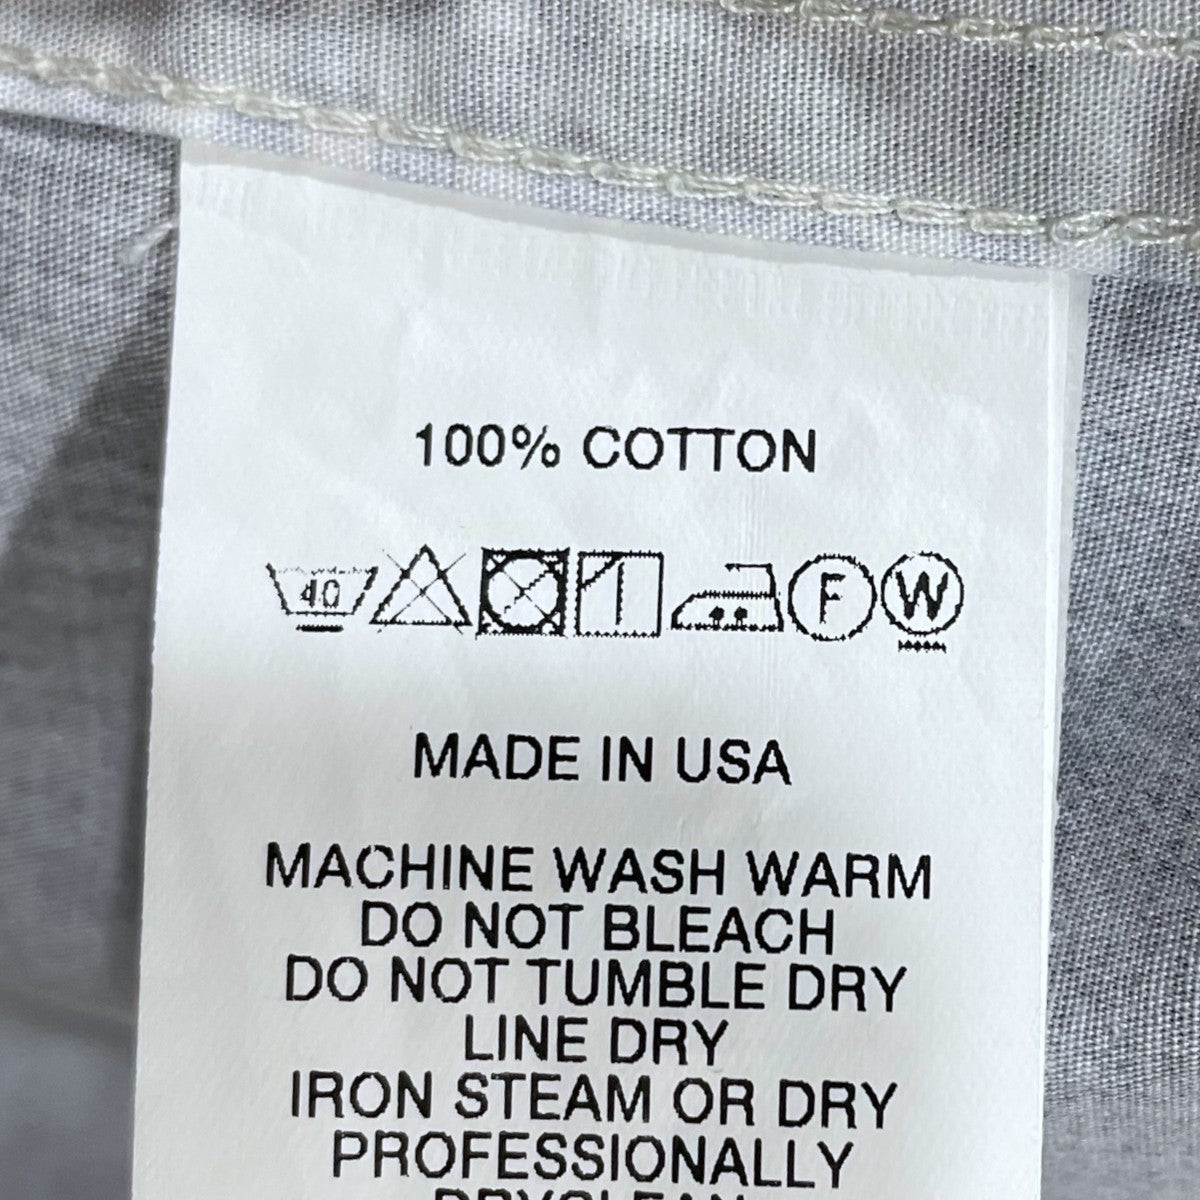 100% COTTON
40 F W
MADE IN USA
MACHINE WASH WARM
DO NOT BLEACH
DO NOT TUMBLE DRY
LINE DRY
IRON STEAM OR DRY
PROFESSIONALLY
DRYCLEAN